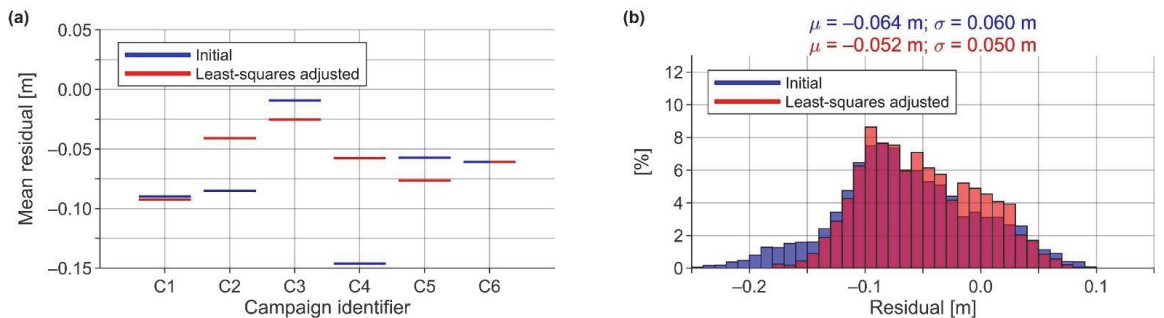 (a)
0.05
0.00
−0.05
−0.10
−0.15
Mean residual [m]
Initial
Least-squares adjusted
C1 C2 C3 C4 C5 C6
Campaign identifier
(b)
μ = −0.064 m; σ = 0.060 m
μ = −0.052 m; σ = 0.050 m
12
10
8
6
4
2
0
[%]
Initial
Least-squares adjusted
−0.2 −0.1 0.0 0.1
Residual [m]